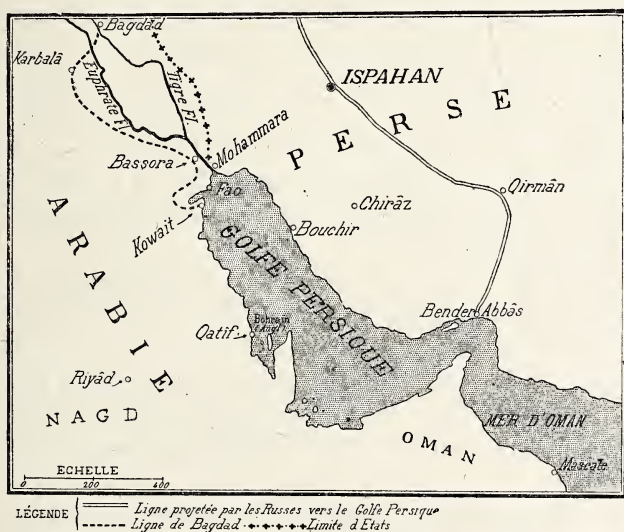 Bagdâd
Karbalâ
Euphrate Fl.
Tigre Fl.
ISPAHAN
PERSE
Mohammara
Bassora
Fao
Qirmân
Chirâz
Kowait
Bouchir
ARABIE
GOLFE PERSIQUE
Bender Abbâs
Bahrain
(Angl.)
Qatif
Riyâd
NAGD
MER D'OMAN
OMAN
Mascate
ECHELLE
0 200 400
LÉGENDE
Ligne projetée par les Russes vers le Golfe Persique
Ligne de Bagdad Limite d'Etats